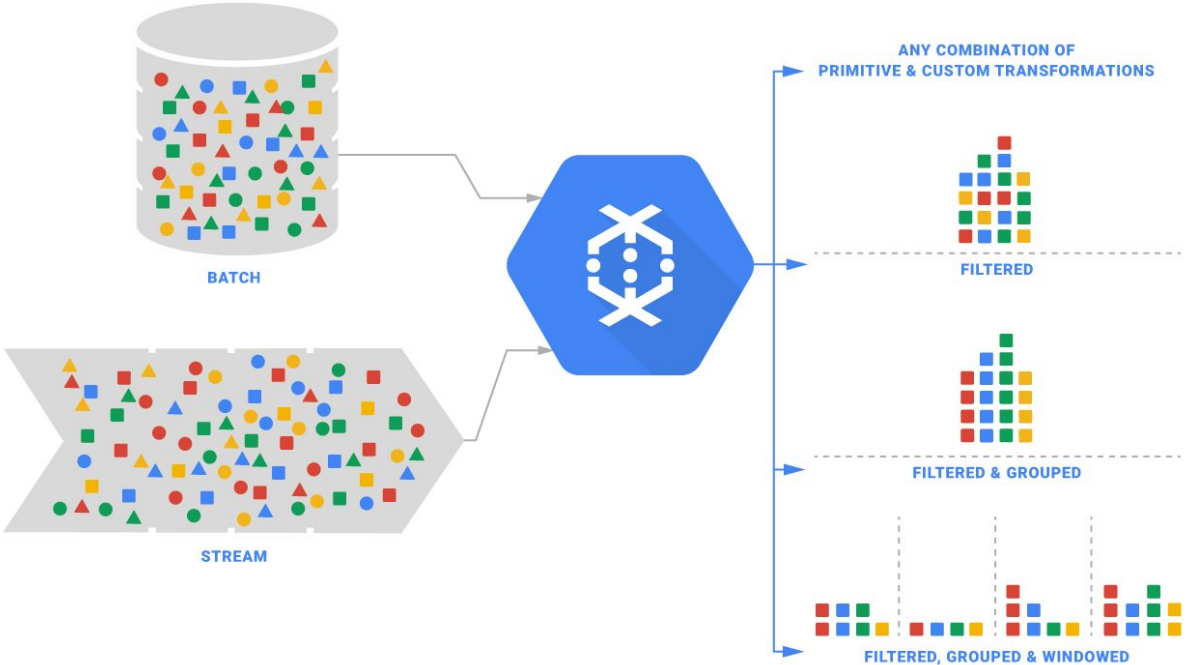 BATCH
STREAM
ANY COMBINATION OF
PRIMITIVE & CUSTOM TRANSFORMATIONS
FILTERED
FILTERED & GROUPED
FILTERED, GROUPED & WINDOWED